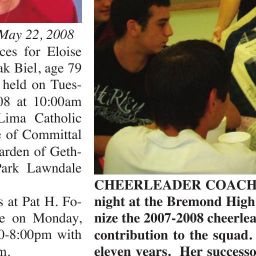 May 22, 2008
ces for Eloise
ak Biel, age 79
held on Tues-
08 at 10:00am
Lima Catholic
e of Committal
arden of Geth-
Park Lawndale
s at Pat H. Fo-
e on Monday,
0-8:00pm with
m.
HURLEY
CHEERLEADER COACH
night at the Bremond High
nize the 2007-2008 cheerlea
contribution to the squad.
eleven years. Her successo